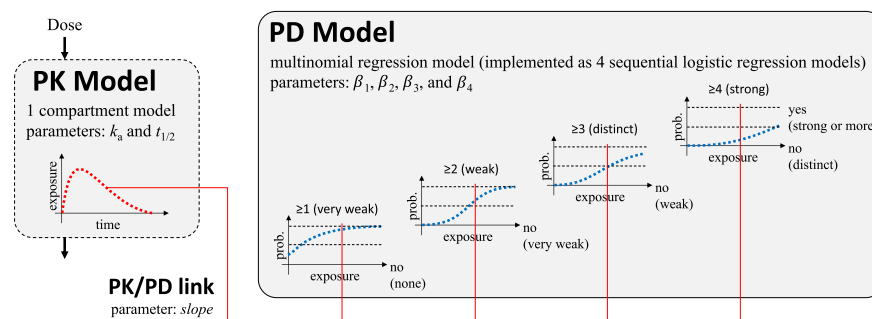 Dose
PK Model
1 compartment model
parameters: kₐ and t₁/₂
exposure
time
PK/PD link
parameter: slope
PD Model
multinomial regression model (implemented as 4 sequential logistic regression models)
parameters: β₁, β₂, β₃, and β₄
≥1 (very weak)
prob.
exposure
no
(none)
≥2 (weak)
prob.
exposure
no
(very weak)
≥3 (distinct)
prob.
exposure
no
(weak)
≥4 (strong)
prob.
exposure
yes
(strong or more
no
(distinct)